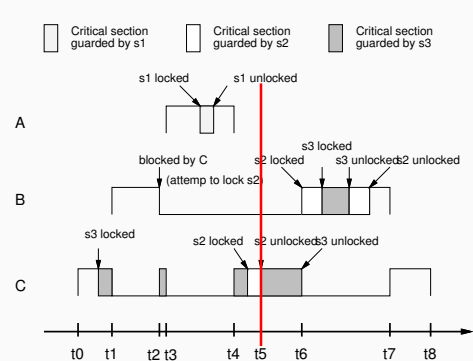 Critical section
guarded by s1
Critical section
guarded by s2
Critical section
guarded by s3
s1 locked
s1 unlocked
A
s3 locked
blocked by C
s2 locked
s3 unlocked
s2 unlocked
(attemp to lock s2)
B
s3 locked
s2 locked
s2 unlocked
s3 unlocked
C
t0
t1
t2
t3
t4
t5
t6
t7
t8